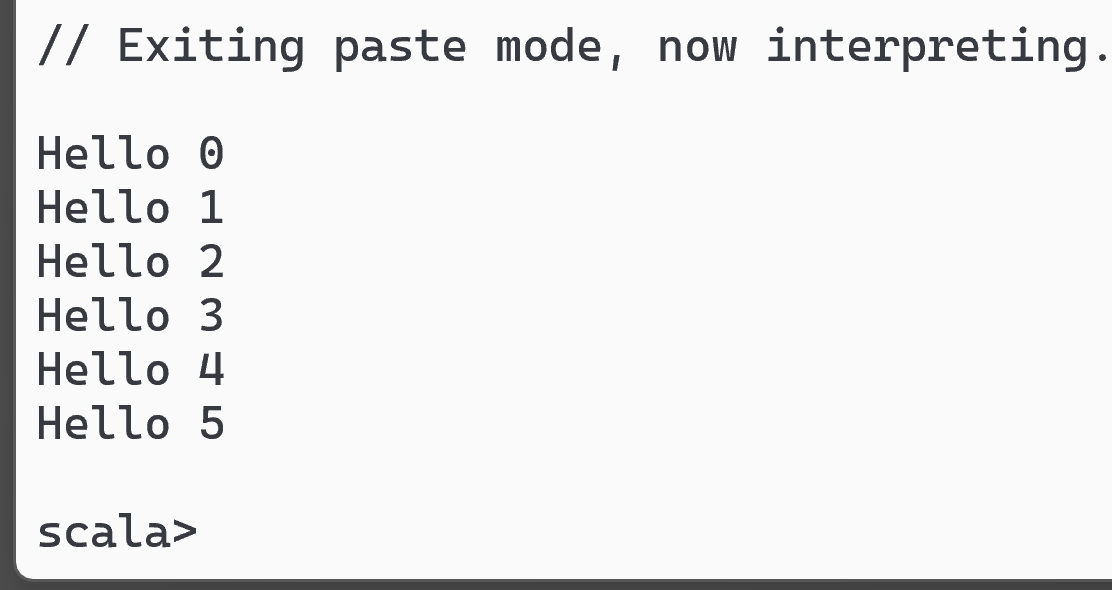 // Exiting paste mode, now interpreting.
Hello 0
Hello 1
Hello 2
Hello 3
Hello 4
Hello 5
scala>